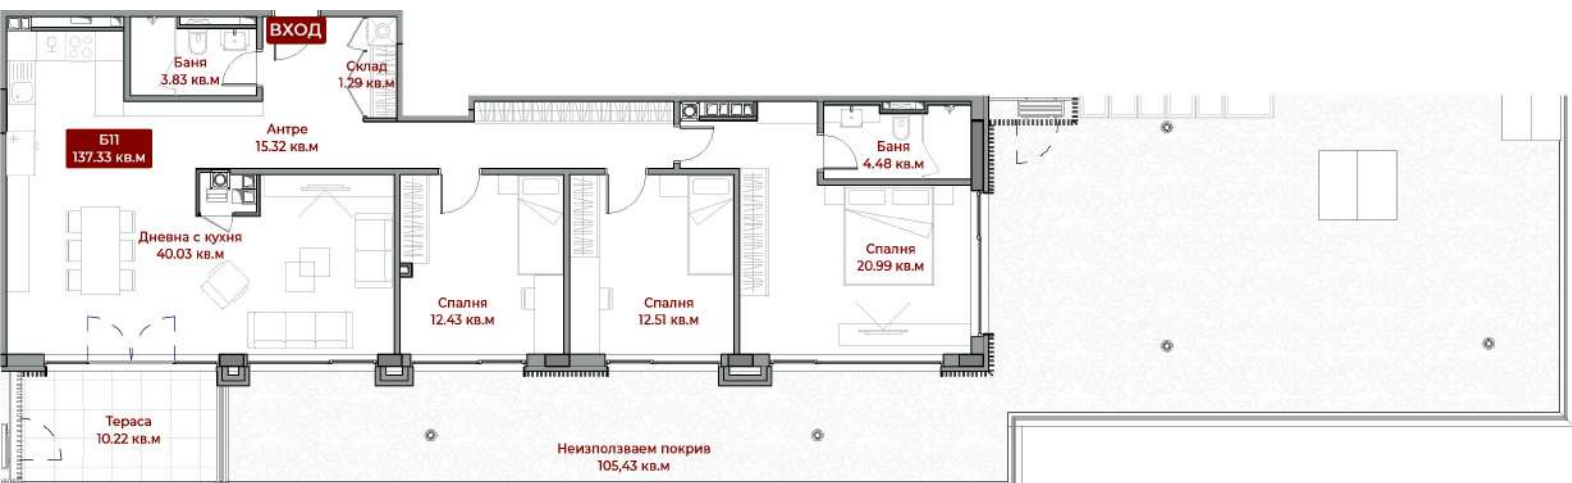 ВХОД
Баня
3.83 кв.м
Склад
1.29 кв.м
Б11
137.33 кв.м
Антре
15.32 кв.м
Баня
4.48 кв.м
Дневна с кухня
40.03 кв.м
Спалня
20.99 кв.м
Спалня
12.43 кв.м
Спалня
12.51 кв.м
Тераса
10.22 кв.м
Неизползваем покрив
105,43 кв.м